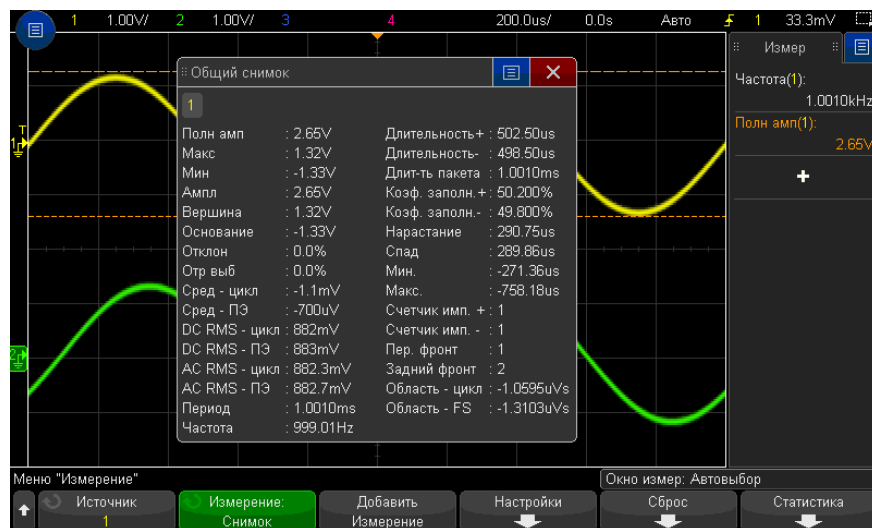 1 1.00V/ 2 1.00V/ 3 4 200.0us/ 0.0s Авто 1 33.3mV
Общий снимок
1
Полн амп : 2.65V Длительность+ : 502.50us
Макс : 1.32V Длительность- : 498.50us
Мин : -1.33V Длит-ть пакета : 1.0010ms
Ампл : 2.65V Коэф. заполн.+ : 50.200%
Вершина : 1.32V Коэф. заполн.- : 49.800%
Основание : -1.33V Нарастание : 290.75us
Отклон : 0.0% Спад : 289.86us
Отр выб : 0.0% Мин. : -271.36us
Сред - цикл : -1.1mV Макс. : -758.18us
Сред - ПЭ : -700uV Счетчик имп. + : 1
DC RMS - цикл : 882mV Счетчик имп. - : 1
DC RMS - ПЭ : 883mV Пер. фронт : 1
AC RMS - цикл : 882.3mV Задний фронт : 2
AC RMS - ПЭ : 882.7mV Область - цикл : -1.0595uVs
Период : 1.0010ms Область - FS : -1.3103uVs
Частота : 999.01Hz
Измер
Частота(1):
1.0010kHz
Полн амп(1):
2.65V
T
1
2
Меню "Измерение"
Окно измер: Автовыбор
Источник
1
Измерение:
Снимок
Добавить
Измерение
Настройки
Сброс
Статистика